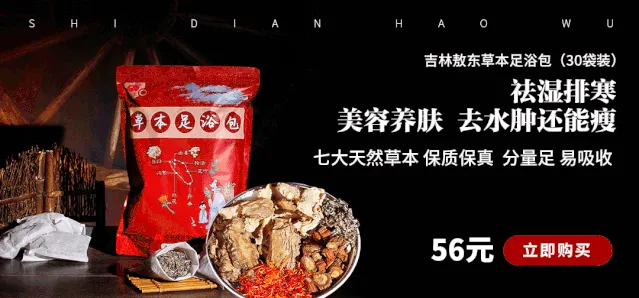 SHI DIAN HAO WU
吉林敖东草本足浴包（30袋装）
祛湿排寒
美容养肤 去水肿还能瘦
七大天然草本 保质保真 分量足 易吸收
56元
立即购买
草本足浴包